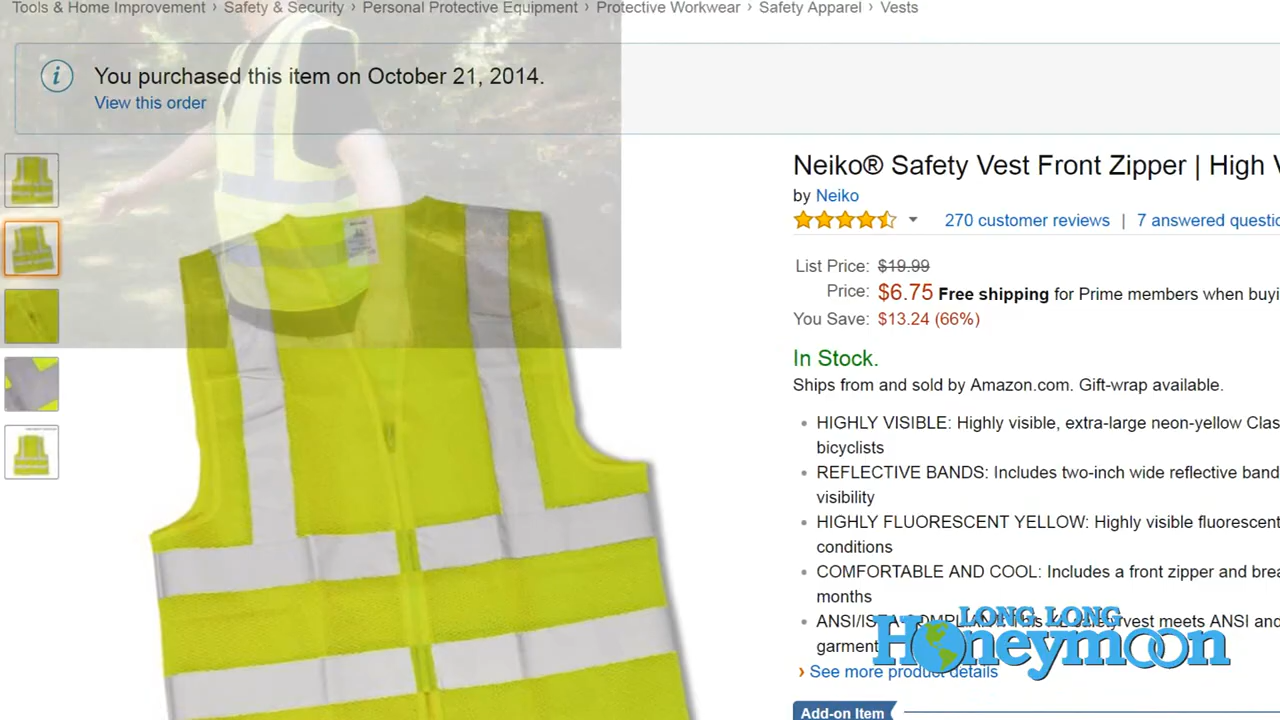 Tools & Home Improvement › Safety & Security › Personal Protective Equipment › Protective Workwear › Safety Apparel › Vests
You purchased this item on October 21, 2014.
View this order
Neiko® Safety Vest Front Zipper | High
by Neiko
270 customer reviews | 7 answered questio
List Price: $19.99
Price: $6.75 Free shipping for Prime members when buyi
You Save: $13.24 (66%)
In Stock.
Ships from and sold by Amazon.com. Gift-wrap available.
HIGHLY VISIBLE: Highly visible, extra-large neon-yellow Clas
bicyclists
REFLECTIVE BANDS: Includes two-inch wide reflective band
visibility
HIGHLY FLUORESCENT YELLOW: Highly visible fluorescent
conditions
COMFORTABLE AND COOL: Includes a front zipper and brea
months
vest meets ANSI and
garment
› See more product details
LONG LONG
Honeymoon
Add-on Item